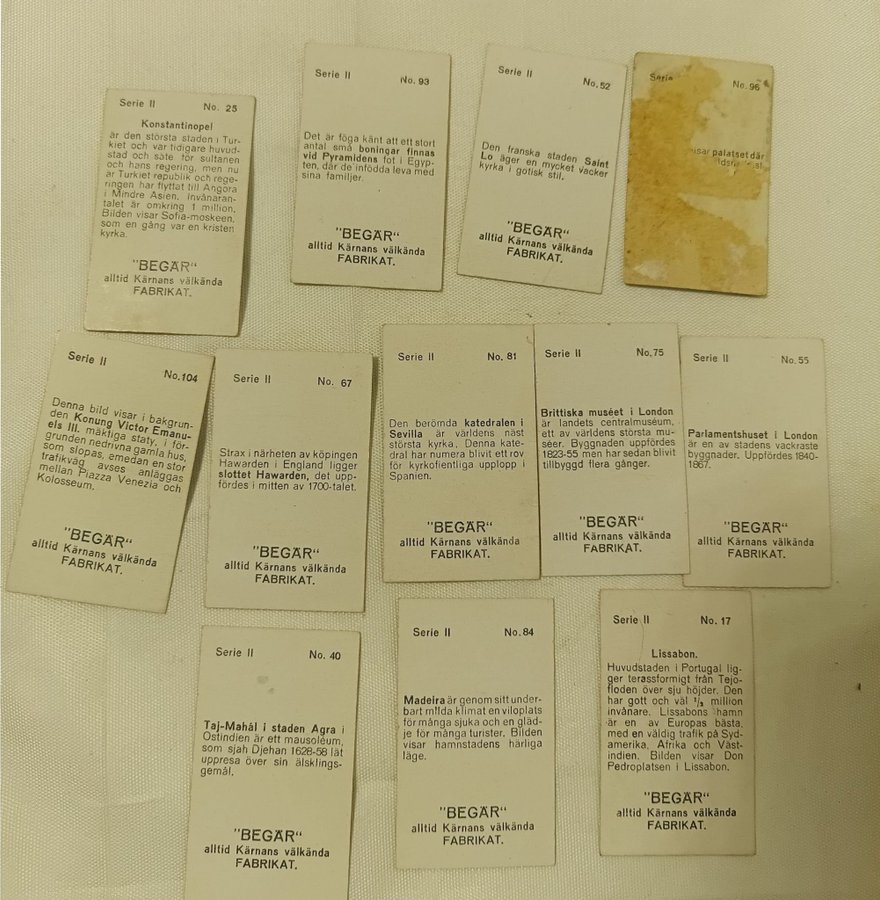 Serie II No. 25
Konstantinopel
är den största staden i Tur-
kiet och var tidigare huvud-
stad och säte för sultanen
och hans regering, men nu
är Turkiet republik och rege-
ringen har flyttat till Angora
i Mindre Asien. Invånaran-
talet är omkring 1 million.
Bilden visar Sofia-moskeen,
som en gång var en kristen
kyrka.
"BEGÄR"
alltid Kärnans välkända
FABRIKAT.
Serie II No. 93
Det är föga känt att ett stort
antal små boningar finnas
vid Pyramidens fot i Egyp-
ten, där de infödda leva med
sina familjer.
"BEGÄR"
alltid Kärnans välkända
FABRIKAT.
Serie II No. 52
Den franska staden Saint
Lo äger en mycket vacker
kyrka i gotisk stil.
"BEGÄR"
alltid Kärnans välkända
FABRIKAT.
Serie No. 96
visar palatset där
Serie II No. 104
Denna bild visar i bakgrun-
den Konung Victor Emanu-
els III. mäktiga staty, i för-
grunden nedrivna gamla hus,
som slopas, emedan en stor
trafikväg avses anläggas
mellan Piazza Venezia och
Kolosseum.
"BEGÄR"
alltid Kärnans välkända
FABRIKAT.
Serie II No. 67
Strax i närheten av köpingen
Hawarden i England ligger
slottet Hawarden, det upp-
fördes i mitten av 1700-talet.
"BEGÄR"
alltid Kärnans välkända
FABRIKAT.
Serie II No. 81
Den berömda katedralen i
Sevilla är världens näst
största kyrka. Denna kate-
dral har numera blivit ett rov
för kyrkofientliga upplopp i
Spanien.
"BEGÄR"
alltid Kärnans välkända
FABRIKAT.
Serie II No. 75
Brittiska muséet i London
är landets centralmuséum,
ett av världens största mu-
séer. Byggnaden uppfördes
1823-55 men har sedan blivit
tillbyggd flera gånger.
"BEGÄR"
alltid Kärnans välkända
FABRIKAT.
Serie II No. 55
Parlamentshuset i London
är en av stadens vackraste
byggnader. Uppfördes 1840-
1867.
"BEGÄR"
alltid Kärnans välkända
FABRIKAT.
Serie II No. 40
Taj-Mahál i staden Agra i
Ostindien är ett mausoléum,
som sjah Djehan 1628-58 lät
uppresa över sin älsklings-
gemål.
"BEGÄR"
alltid Kärnans välkända
FABRIKAT.
Serie II No. 84
Madeira är genom sitt under-
bart milda klimat en viloplats
för många sjuka och en gläd-
je för många turister. Bilden
visar hamnstadens härliga
läge.
"BEGÄR"
alltid Kärnans välkända
FABRIKAT.
Serie II No. 17
Lissabon.
Huvudstaden i Portugal lig-
ger terassformigt från Tejo-
floden över sju höjder. Den
har gott och väl ½ million
invånare. Lissabons hamn
är en av Europas bästa,
med en väldig trafik på Syd-
amerika, Afrika och Väst-
indien. Bilden visar Don
Pedroplatsen i Lissabon.
"BEGÄR"
alltid Kärnans välkända
FABRIKAT.